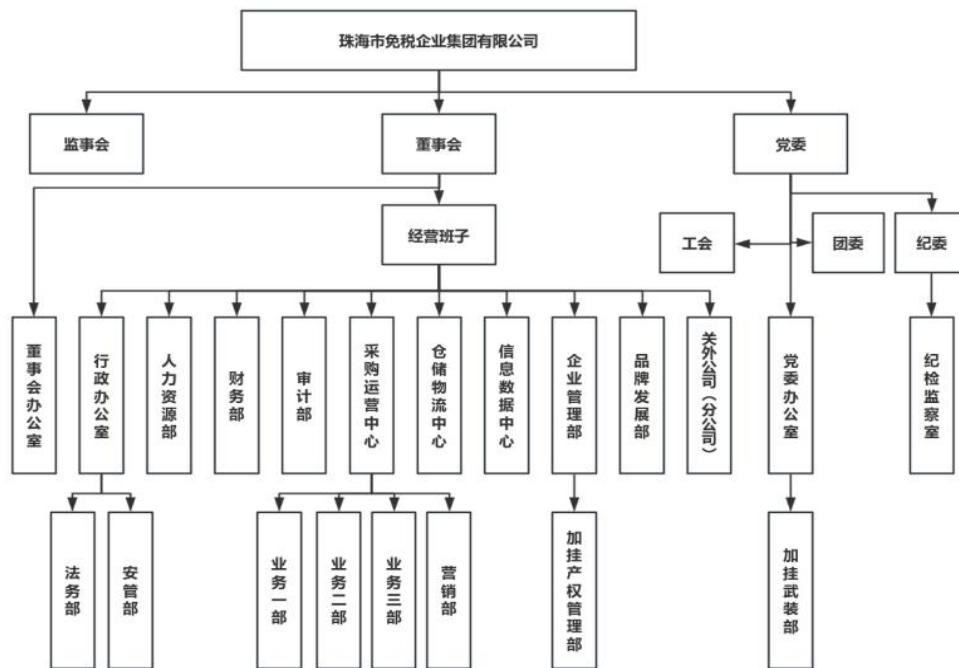 珠海市免税企业集团有限公司
监事会
董事会
党委
经营班子
工会
团委
纪委
董事会办公室
行政办公室
人力资源部
财务部
审计部
采购运营中心
仓储物流中心
信息数据中心
企业管理部
品牌发展部
关外公司（分公司）
党委办公室
纪检监察室
法务部
安管部
业务一部
业务二部
业务三部
营销部
加挂产权管理部
加挂武装部